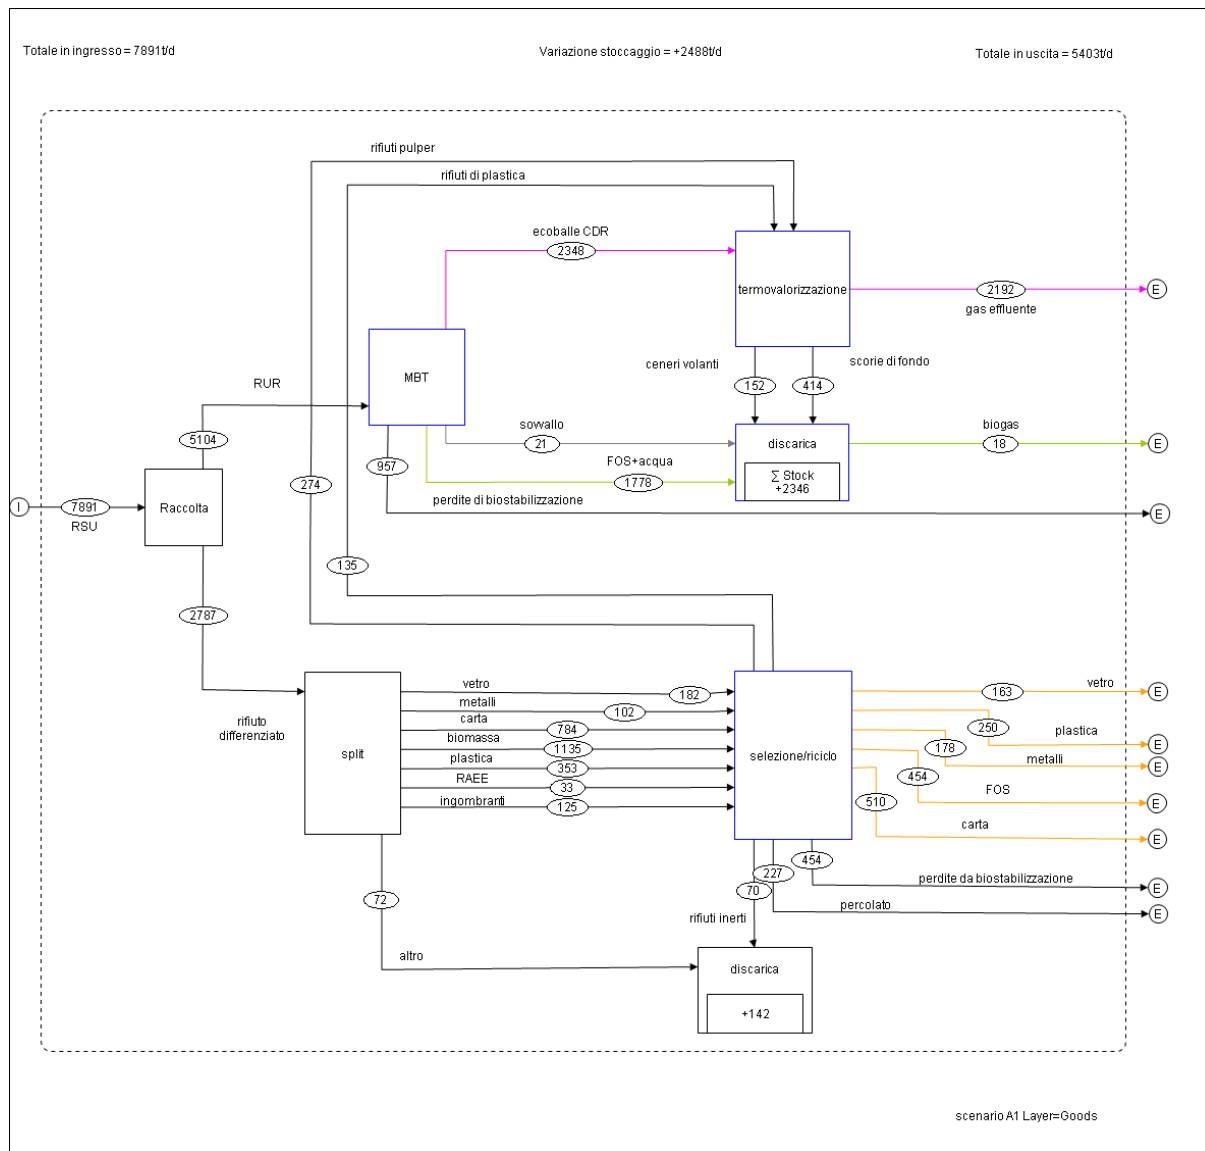 Totale in ingresso = 7891t/d
Variazione stoccaggio = +2488t/d
Totale in uscita = 5403t/d
rifiuti pulper
rifiuti di plastica
ecoballe CDR
2348
termovalorizzazione
2192
E
gas effluente
MBT
ceneri volanti
scorie di fondo
152
414
RUR
5104
sovvallo
21
discarica
biogas
18
E
957
FOS+acqua
1778
∑ Stock
+2346
274
perdite di biostabilizzazione
E
I
7891
RSU
Raccolta
135
2787
rifiuto
differenziato
split
vetro
182
metalli
102
carta
784
biomassa
1135
plastica
353
RAEE
33
ingombranti
125
selezione/riciclo
163
vetro
E
250
plastica
E
178
metalli
E
454
FOS
E
510
carta
E
454
perdite da biostabilizzazione
E
227
percolato
E
70
rifiuti inerti
72
altro
discarica
+142
scenario A1 Layer=Goods